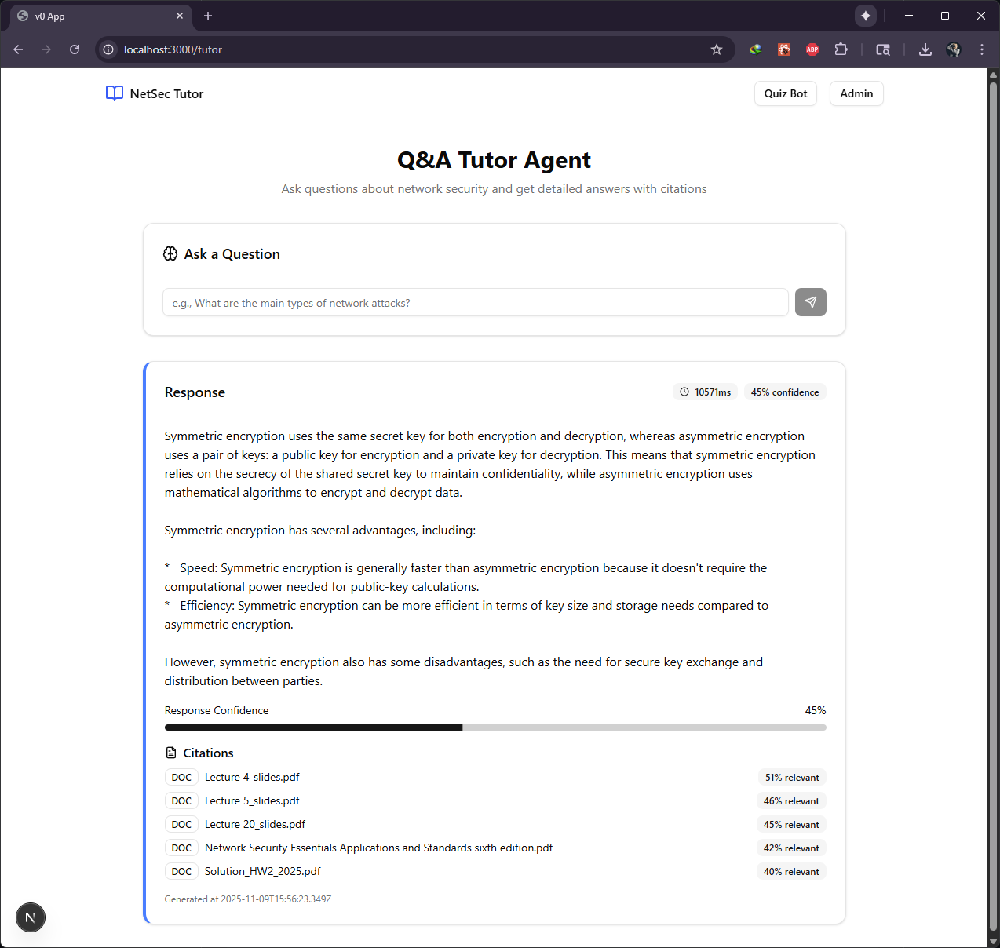 v0 App
localhost:3000/tutor
ABP
NetSec Tutor
Quiz Bot
Admin
Q&A Tutor Agent
Ask questions about network security and get detailed answers with citations
Ask a Question
e.g., What are the main types of network attacks?
Response
10571ms
45% confidence
Symmetric encryption uses the same secret key for both encryption and decryption, whereas asymmetric encryption
uses a pair of keys: a public key for encryption and a private key for decryption. This means that symmetric encryption
relies on the secrecy of the shared secret key to maintain confidentiality, while asymmetric encryption uses
mathematical algorithms to encrypt and decrypt data.
Symmetric encryption has several advantages, including:
* Speed: Symmetric encryption is generally faster than asymmetric encryption because it doesn't require the
computational power needed for public-key calculations.
* Efficiency: Symmetric encryption can be more efficient in terms of key size and storage needs compared to
asymmetric encryption.
However, symmetric encryption also has some disadvantages, such as the need for secure key exchange and
distribution between parties.
Response Confidence 45%
Citations
DOC Lecture 4_slides.pdf 51% relevant
DOC Lecture 5_slides.pdf 46% relevant
DOC Lecture 20_slides.pdf 45% relevant
DOC Network Security Essentials Applications and Standards sixth edition.pdf 42% relevant
DOC Solution_HW2_2025.pdf 40% relevant
Generated at 2025-11-09T15:56:23.349Z
N